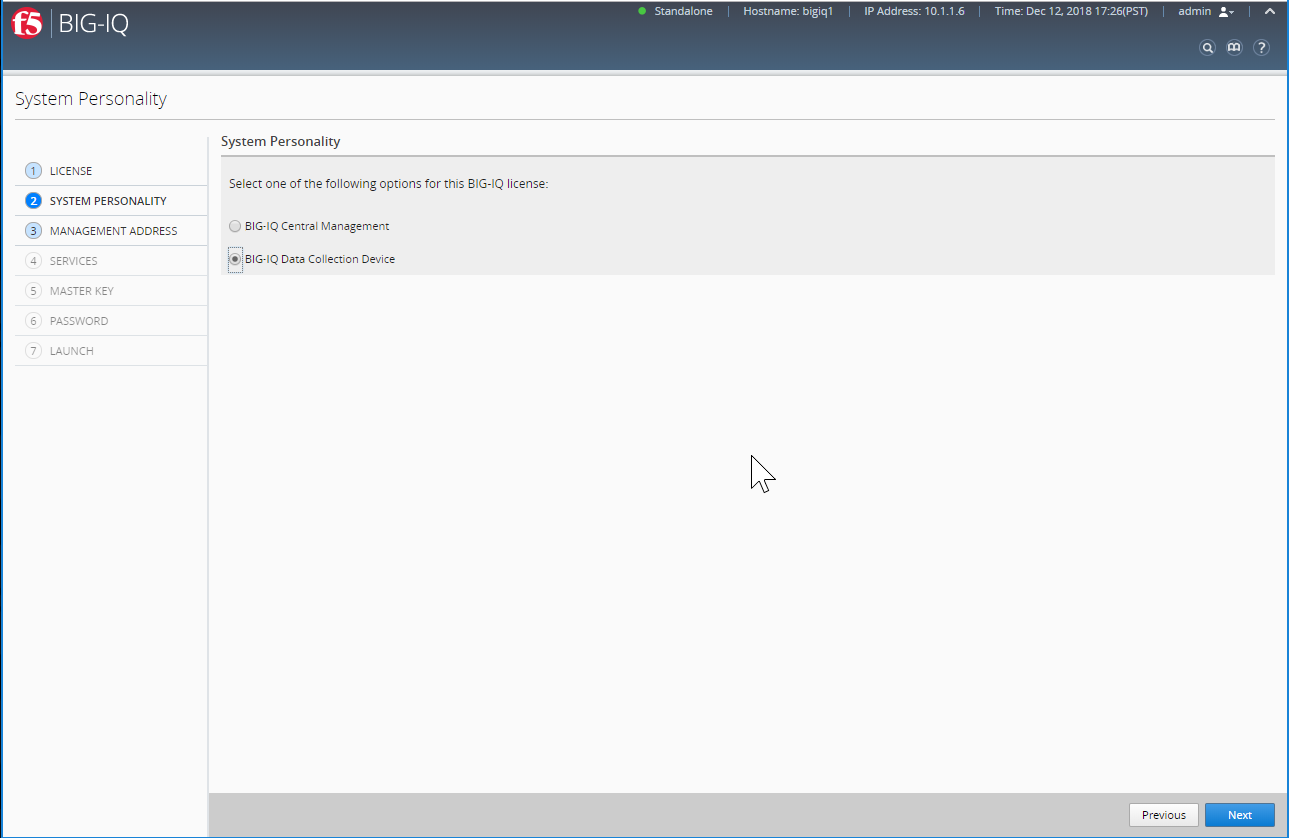 f5 BIG-IQ
Standalone Hostname: bigiq1 IP Address: 10.1.1.6 Time: Dec 12, 2018 17:26(PST) admin
?
System Personality
1 LICENSE
2 SYSTEM PERSONALITY
3 MANAGEMENT ADDRESS
4 SERVICES
5 MASTER KEY
6 PASSWORD
7 LAUNCH
System Personality
Select one of the following options for this BIG-IQ license:
BIG-IQ Central Management
BIG-IQ Data Collection Device
Previous Next